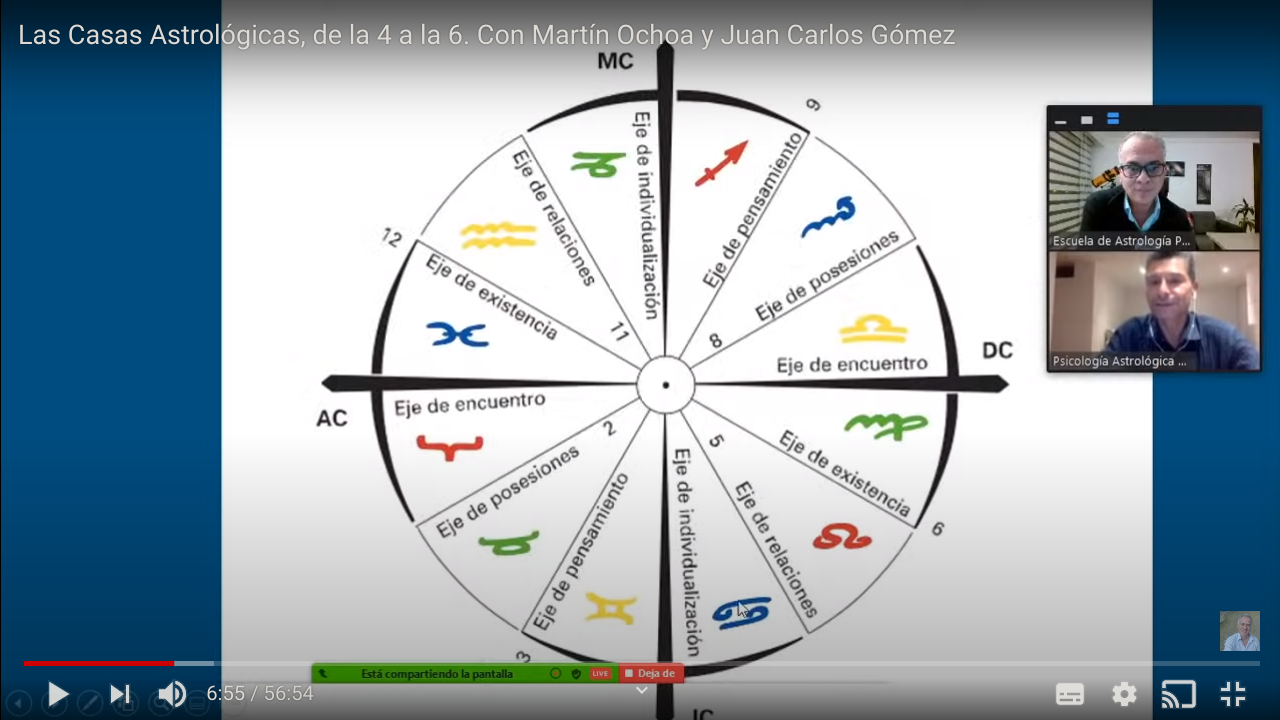 Las Casas Astrológicas, de la 4 a la 6. Con Martín Ochoa y Juan Carlos Gómez
MC
9
Eje de individualización
Eje de pensamiento
Eje de relaciones
Eje de posesiones
12
Eje de existencia
11
8
Eje de encuentro
DC
AC
Eje de encuentro
2
5
Eje de posesiones
Eje de pensamiento
Eje de individualización
Eje de relaciones
Eje de existencia
6
3
IC
Escuela de Astrología P...
Psicología Astrológica ...
Está compartiendo la pantalla
LIVE
Deja de
6:55 / 56:54